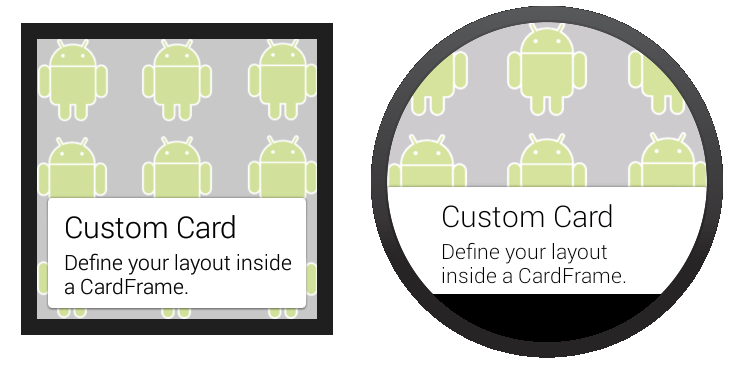 Custom Card
Define your layout inside
a CardFrame.
Custom Card
Define your layout
inside a CardFrame.